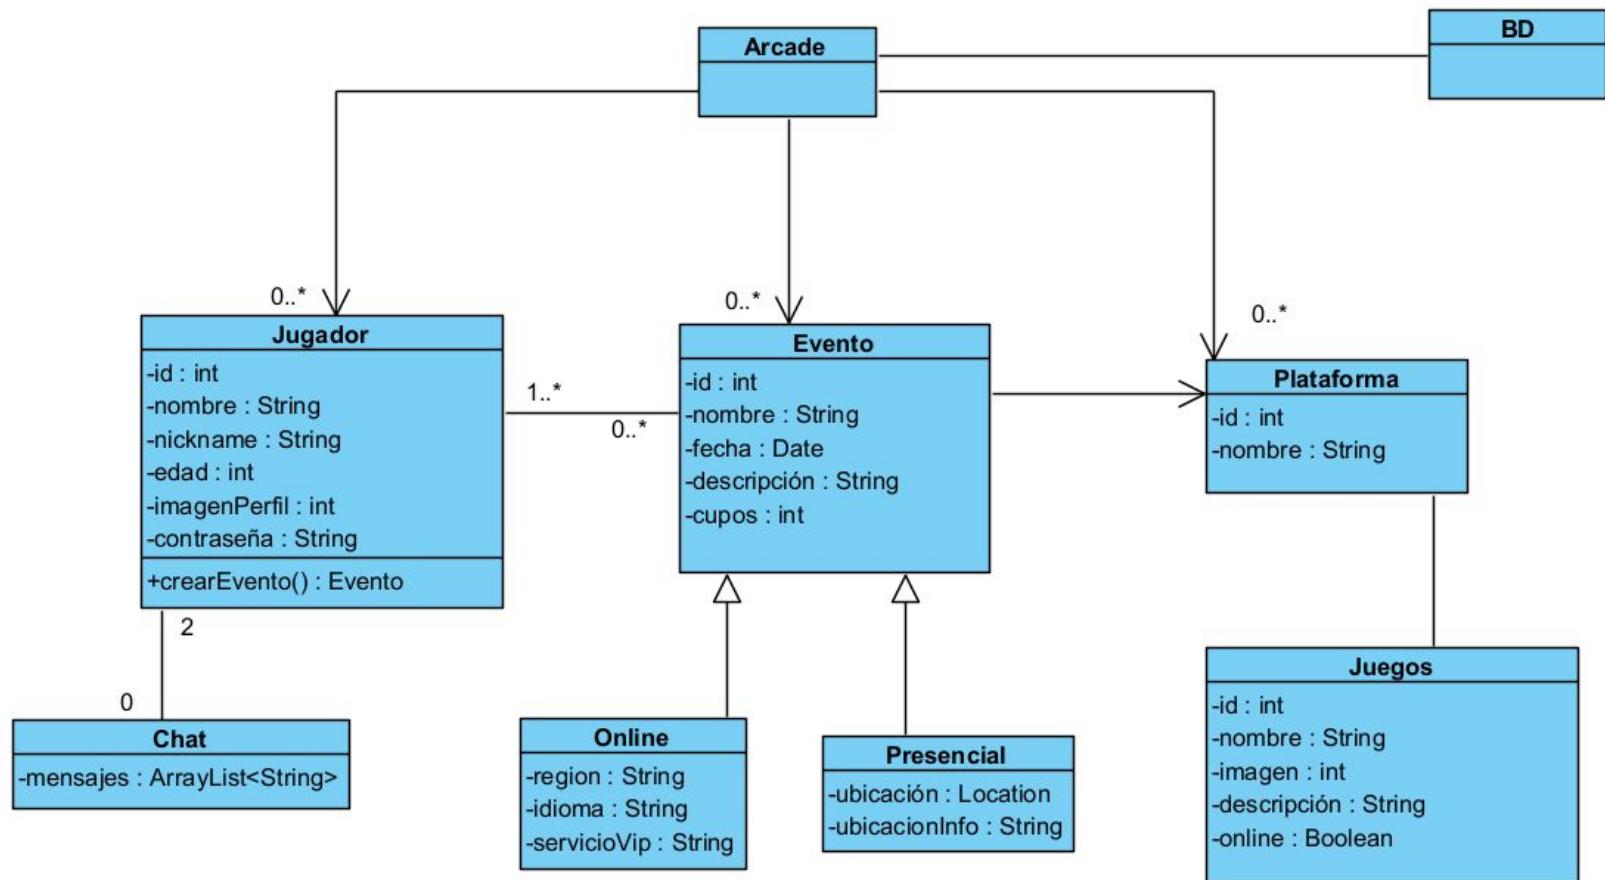 Arcade
BD
0..*
0..*
0..*
Jugador
-id : int
-nombre : String
-nickname : String
-edad : int
-imagenPerfil : int
-contraseña : String
+crearEvento() : Evento
1..*
0..*
Evento
-id : int
-nombre : String
-fecha : Date
-descripción : String
-cupos : int
Plataforma
-id : int
-nombre : String
2
0
Chat
-mensajes : ArrayList<String>
Online
-region : String
-idioma : String
-servicioVip : String
Presencial
-ubicación : Location
-ubicacionInfo : String
Juegos
-id : int
-nombre : String
-imagen : int
-descripción : String
-online : Boolean